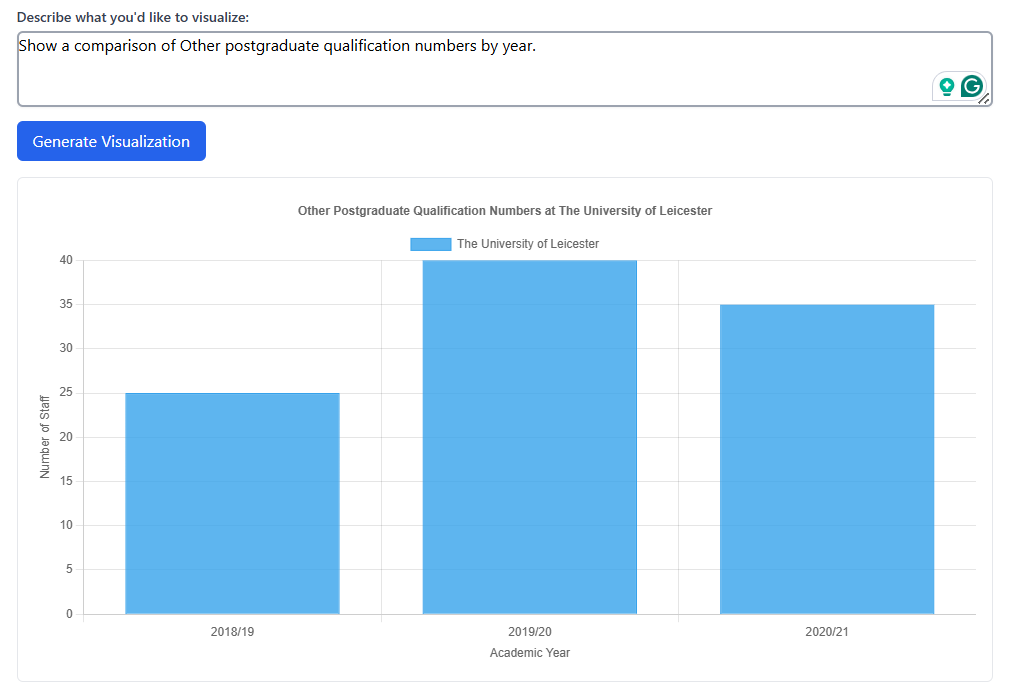 Describe what you'd like to visualize:
Show a comparison of Other postgraduate qualification numbers by year.
Generate Visualization
Other Postgraduate Qualification Numbers at The University of Leicester
The University of Leicester
40
35
30
25
20
15
10
5
0
Number of Staff
2018/19 2019/20 2020/21
Academic Year